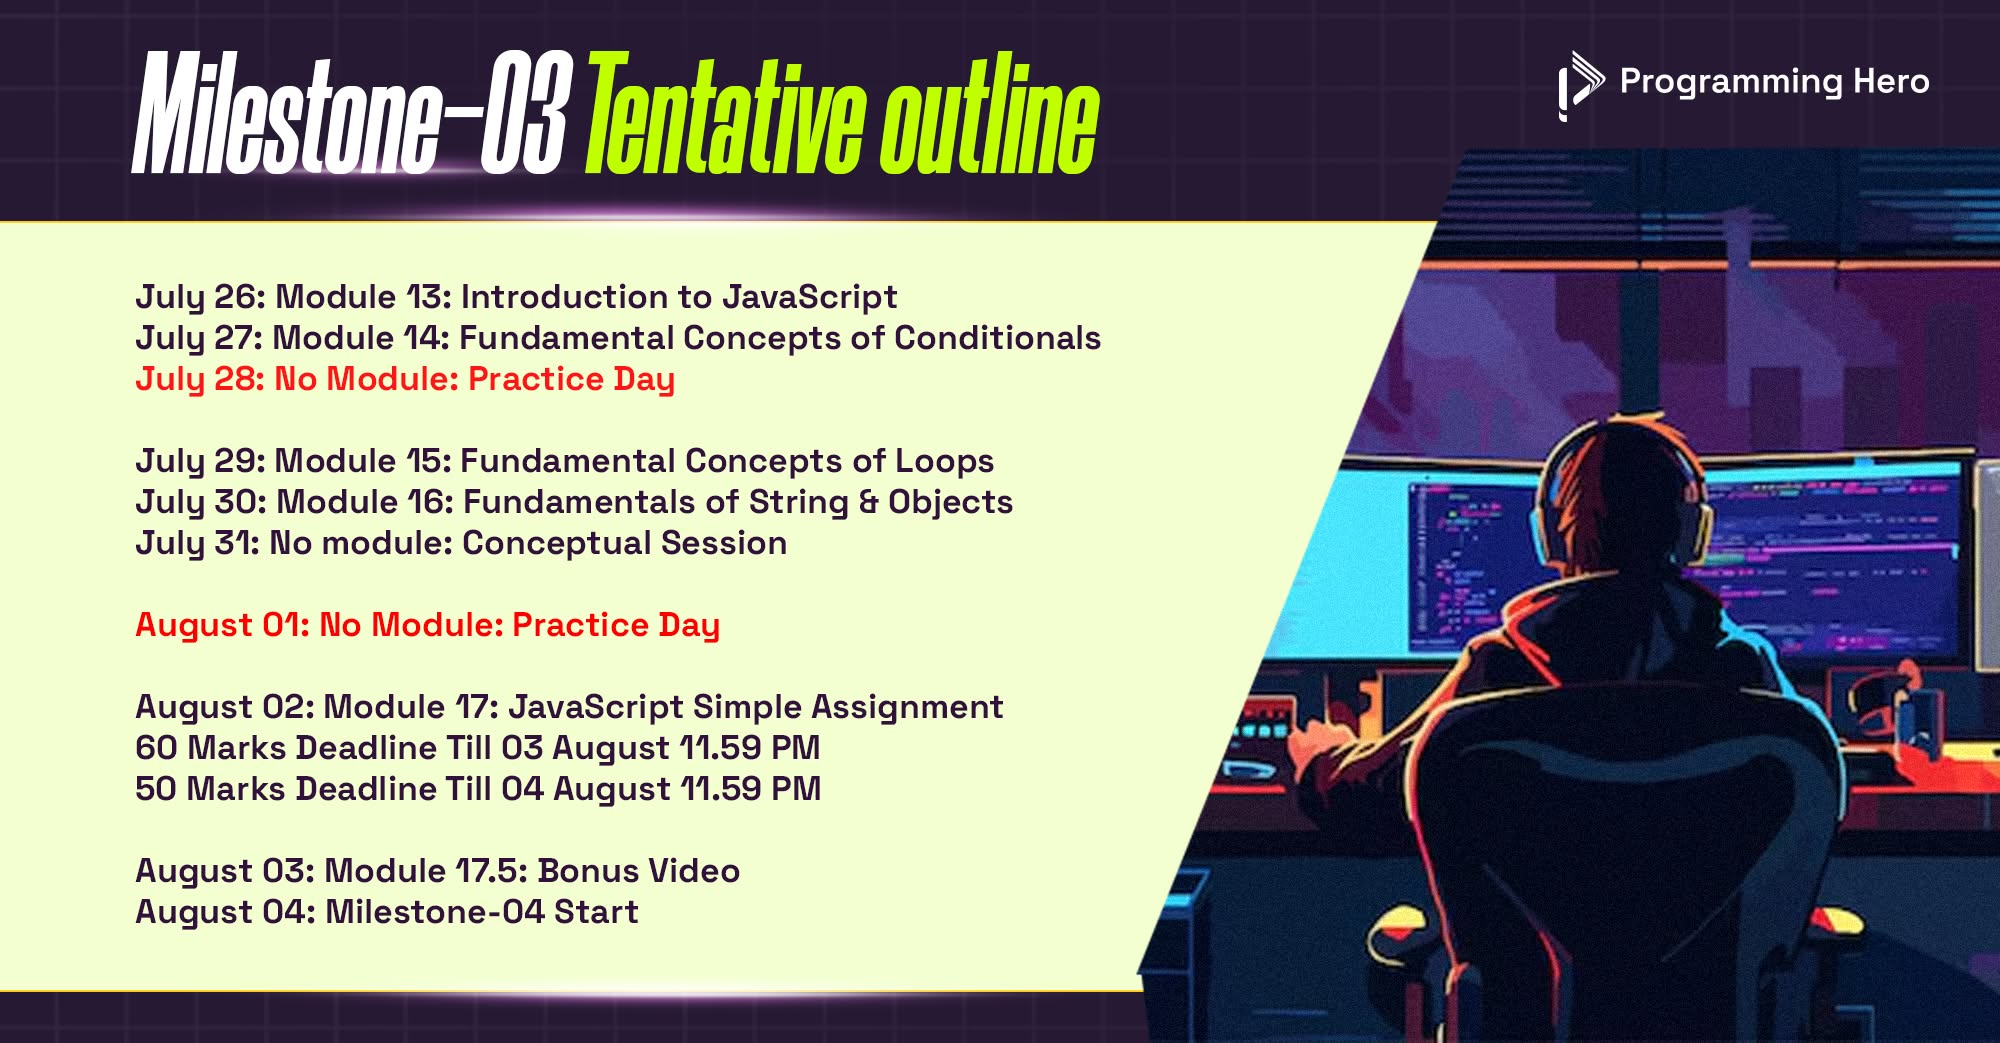 Milestone-03 Tentative outline
Programming Hero
July 26: Module 13: Introduction to JavaScript
July 27: Module 14: Fundamental Concepts of Conditionals
July 28: No Module: Practice Day
July 29: Module 15: Fundamental Concepts of Loops
July 30: Module 16: Fundamentals of String & Objects
July 31: No module: Conceptual Session
August 01: No Module: Practice Day
August 02: Module 17: JavaScript Simple Assignment
60 Marks Deadline Till 03 August 11.59 PM
50 Marks Deadline Till 04 August 11.59 PM
August 03: Module 17.5: Bonus Video
August 04: Milestone-04 Start